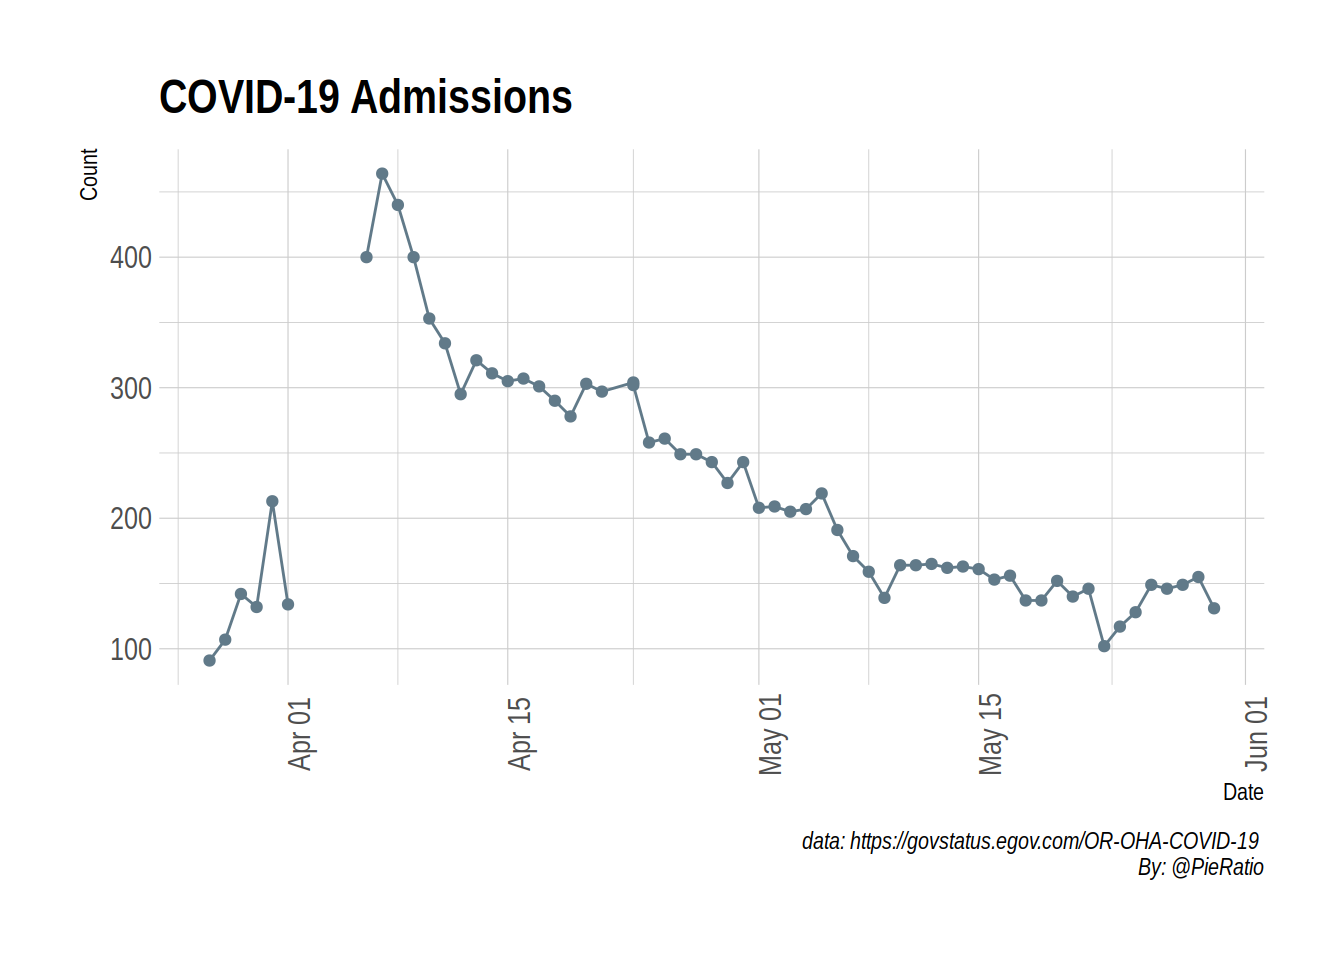 COVID-19 Admissions
Count
400
300
200
100
Apr 01
Apr 15
May 01
May 15
Jun 01
Date
data: https://govstatus.egov.com/OR-OHA-COVID-19
By: @PieRatio